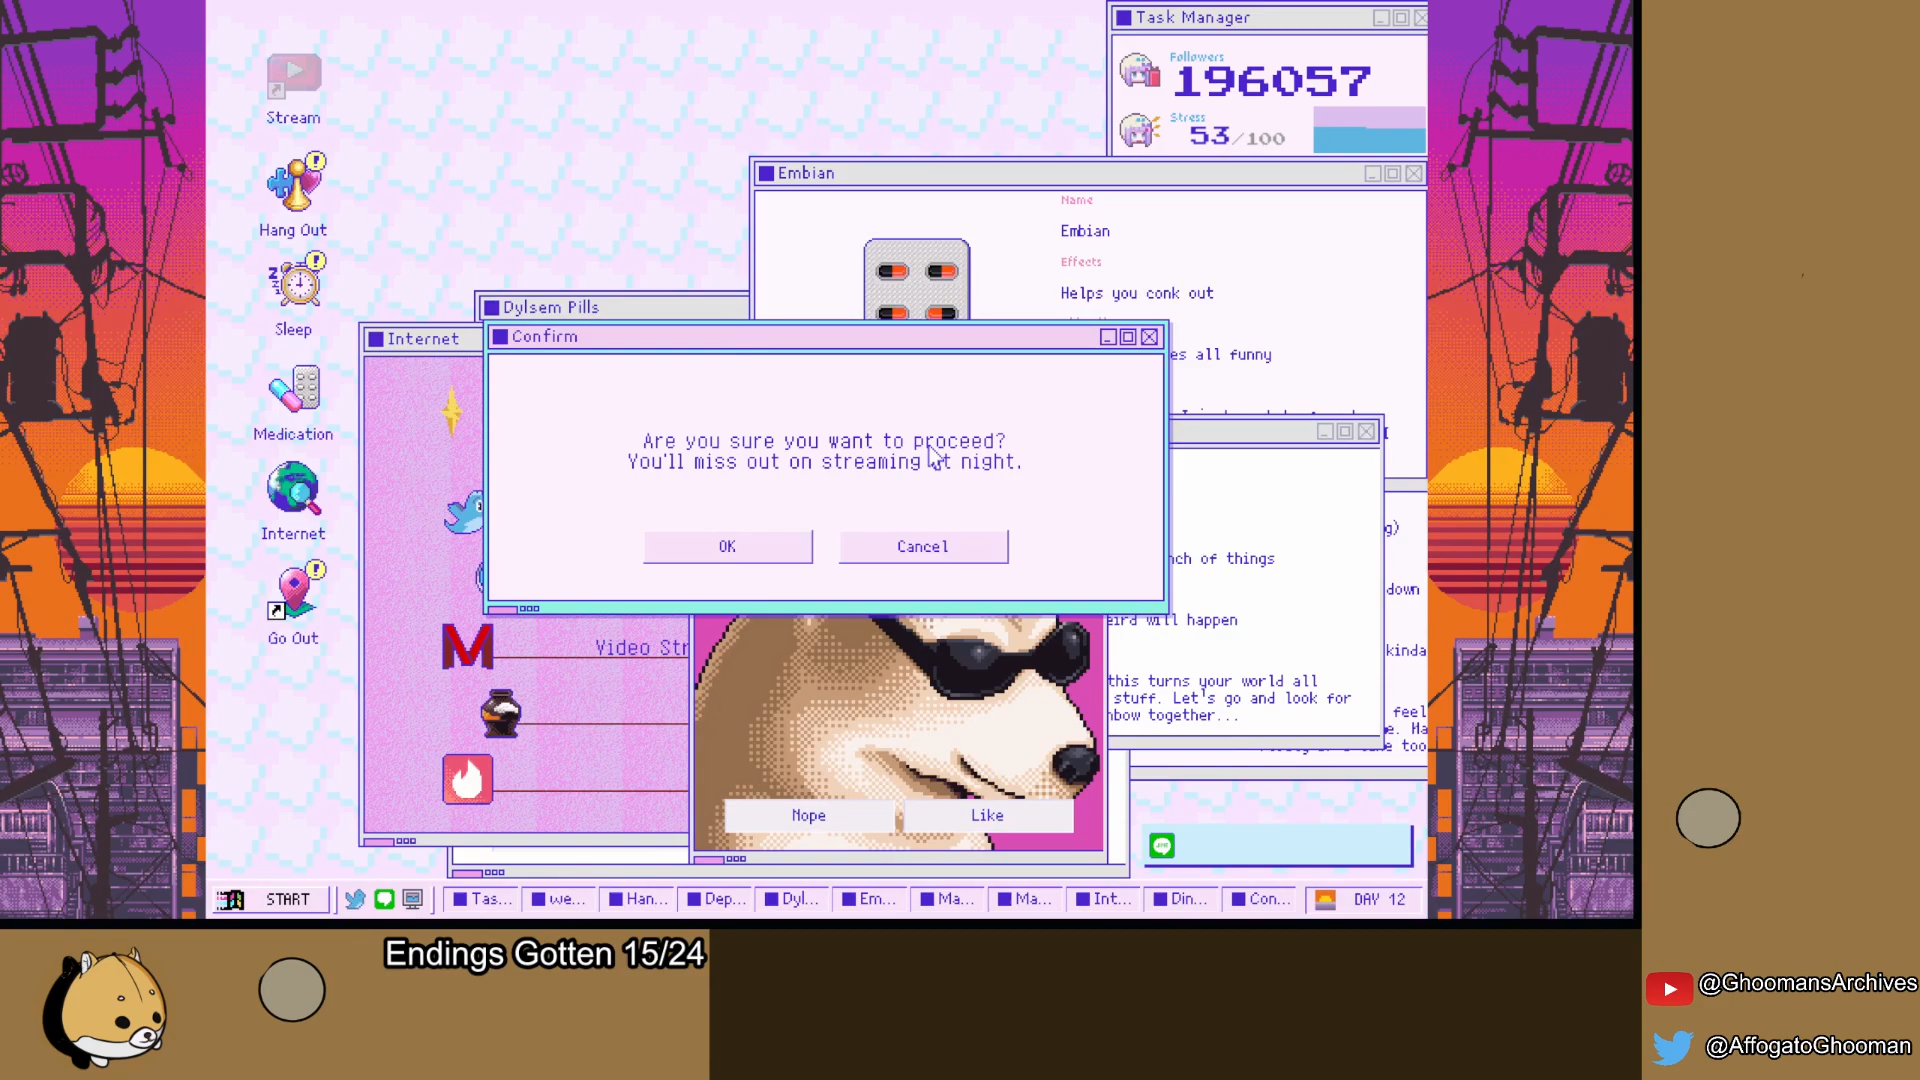 Task Manager
Followers
196057
Stress
53/100
Stream
Hang Out
Sleep
Medication
Internet
Go Out
Embian
Name
Embian
Effects
Helps you conk out
es all funny
Dylsem Pills
Internet
Confirm
Are you sure you want to proceed?
You'll miss out on streaming at night.
OK
Cancel
g)
nch of things
down
eird will happen
kinda
this turns your world all
stuff. Let's go and look for
nbow together...
feel
e. Ha
too
Video Str
Nope
Like
START
Tas...
we...
Han...
Dep...
Dyl...
Em...
Ma...
Ma...
Int...
Din...
Con...
DAY 12
Endings Gotten 15/24
@GhoomansArchives
@AffogatoGhooman